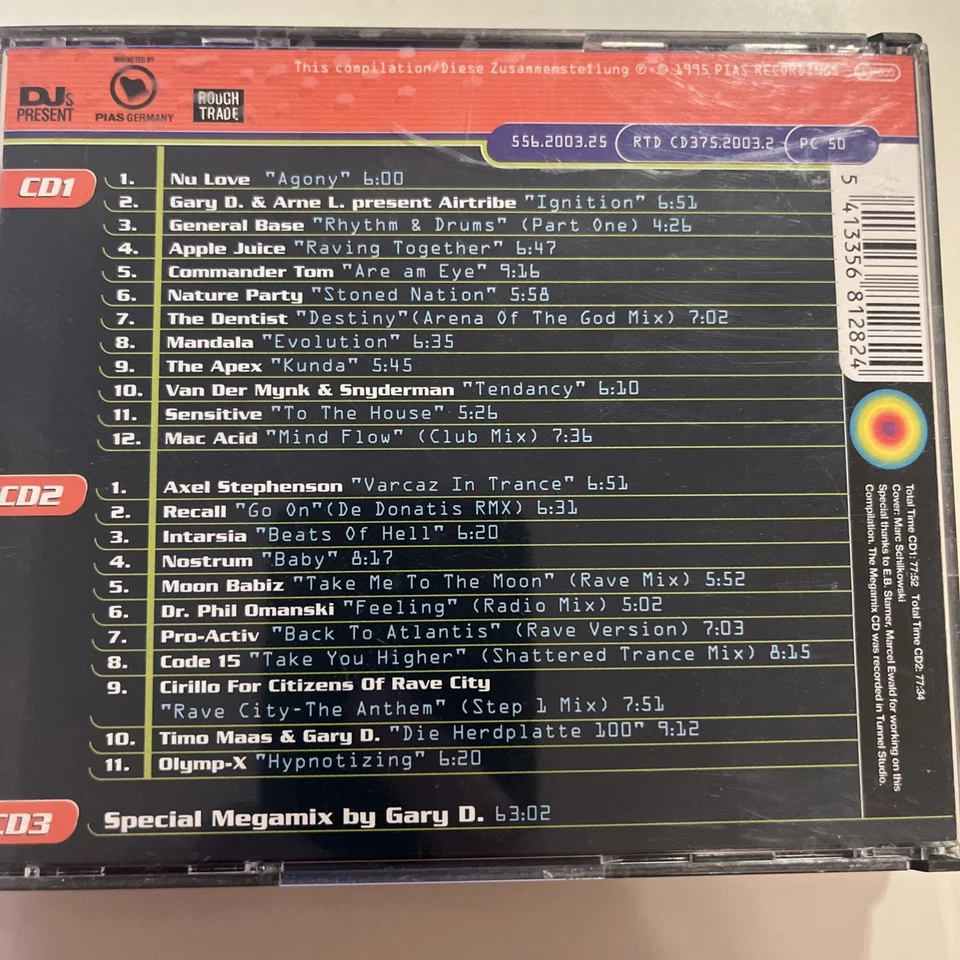 This compilation/Diese Zusammenstellung ℗ + © 1995 PIAS RECORDINGS
MARKETED BY
DJs PRESENT
PIAS GERMANY
ROUGH TRADE
556.2003.25 RTD CD375.2003.2 PC 50
CD1
1. Nu Love "Agony" 6:00
2. Gary D. & Arne L. present Airtribe "Ignition" 6:51
3. General Base "Rhythm & Drums" (Part One) 4:26
4. Apple Juice "Raving Together" 6:47
5. Commander Tom "Are am Eye" 9:16
6. Nature Party "Stoned Nation" 5:58
7. The Dentist "Destiny"(Arena Of The God Mix) 7:02
8. Mandala "Evolution" 6:35
9. The Apex "Kunda" 5:45
10. Van Der Mynk & Snyderman "Tendancy" 6:10
11. Sensitive "To The House" 5:26
12. Mac Acid "Mind Flow" (Club Mix) 7:36
CD2
1. Axel Stephenson "Varcaz In Trance" 6:51
2. Recall "Go On"(De Donatis RMX) 6:31
3. Intarsia "Beats Of Hell" 6:20
4. Nostrum "Baby" 8:17
5. Moon Babiz "Take Me To The Moon" (Rave Mix) 5:52
6. Dr. Phil Omanski "Feeling" (Radio Mix) 5:02
7. Pro-Activ "Back To Atlantis" (Rave Version) 7:03
8. Code 15 "Take You Higher" (Shattered Trance Mix) 8:15
9. Cirillo For Citizens Of Rave City
"Rave City-The Anthem" (Step 1 Mix) 7:51
10. Timo Maas & Gary D. "Die Herdplatte 100" 9:12
11. Olymp-X "Hypnotizing" 6:20
CD3
Special Megamix by Gary D. 63:02
5 413356 812824
Total Time CD1: 77:52 Total Time CD2: 77:34
Cover: Marc Schilkowski
Special thanks to E.B. Starner, Marcel Ewald for working on this
Compilation. The Megamix CD was recorded in Tunnel Studio.